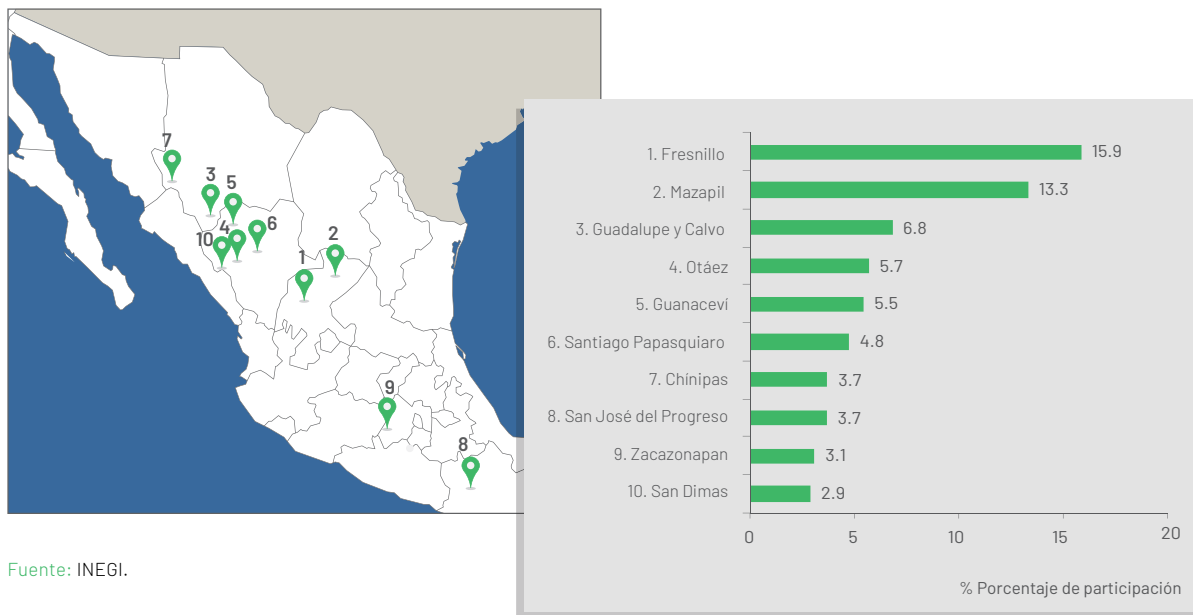 7
3
5
10
4
6
2
1
9
8
1. Fresnillo 15.9
2. Mazapil 13.3
3. Guadalupe y Calvo 6.8
4. Otáez 5.7
5. Guanaceví 5.5
6. Santiago Papasquiaro 4.8
7. Chínipas 3.7
8. San José del Progreso 3.7
9. Zacazonapan 3.1
10. San Dimas 2.9
0 5 10 15 20
% Porcentaje de participación
Fuente: INEGI.